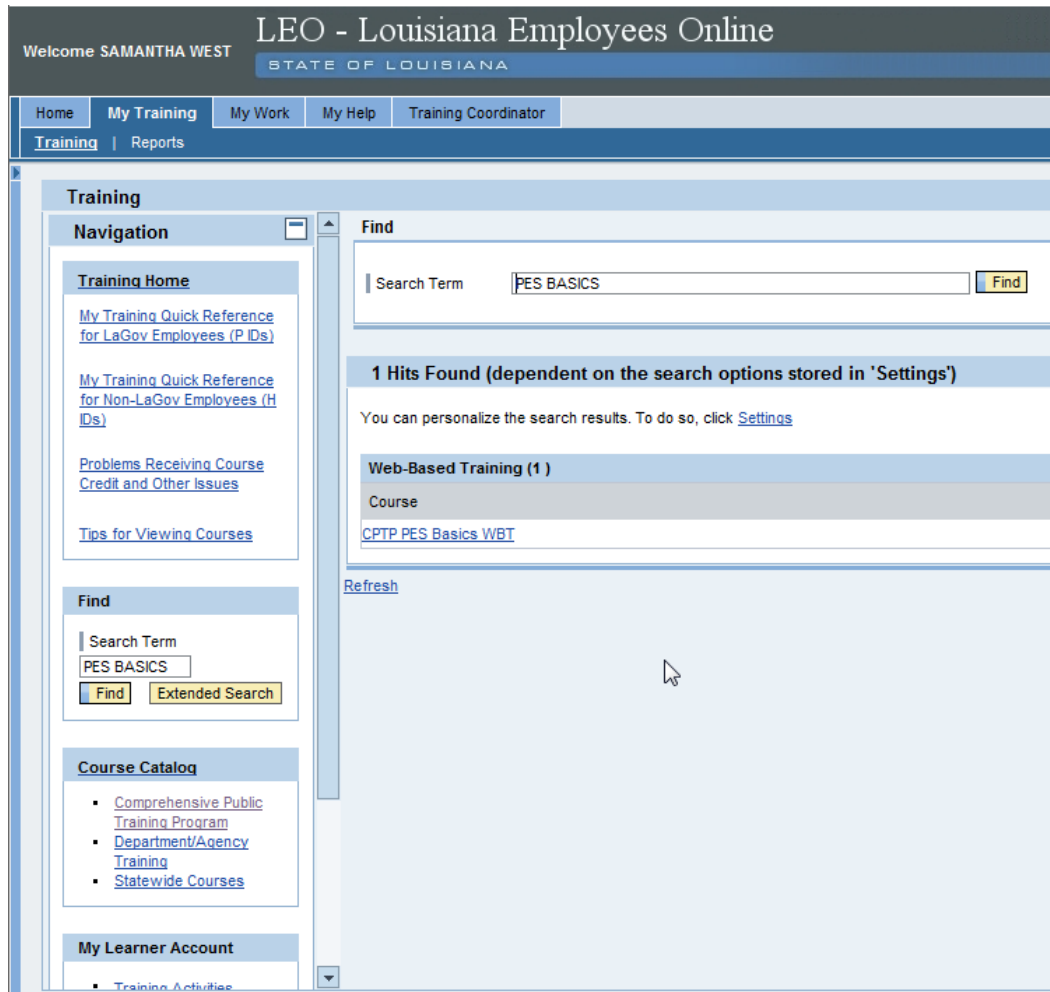 Welcome SAMANTHA WEST
LEO - Louisiana Employees Online
STATE OF LOUISIANA
Home My Training My Work My Help Training Coordinator
Training | Reports
Training
Navigation
Training Home
My Training Quick Reference
for LaGov Employees (P IDs)
My Training Quick Reference
for Non-LaGov Employees (H
IDs)
Problems Receiving Course
Credit and Other Issues
Tips for Viewing Courses
Find
Search Term
PES BASICS
Find Extended Search
Course Catalog
Comprehensive Public
Training Program
Department/Agency
Training
Statewide Courses
My Learner Account
Training Activities
Find
Search Term PES BASICS Find
1 Hits Found (dependent on the search options stored in 'Settings')
You can personalize the search results. To do so, click Settings
Web-Based Training (1 )
Course
CPTP PES Basics WBT
Refresh